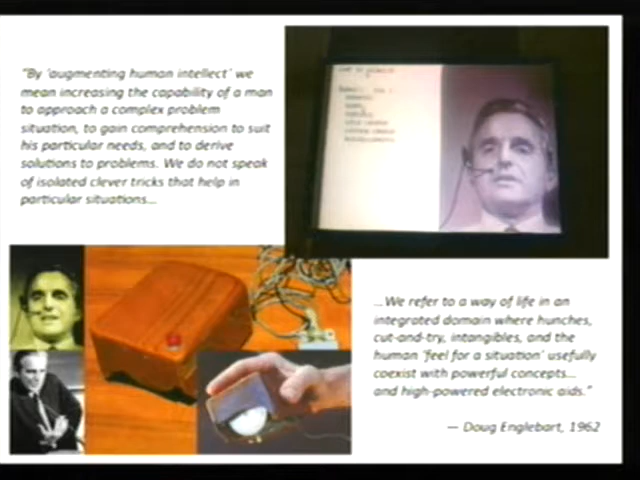 "By 'augmenting human intellect' we
mean increasing the capability of a man
to approach a complex problem
situation, to gain comprehension to suit
his particular needs, and to derive
solutions to problems. We do not speak
of isolated clever tricks that help in
particular situations...
...We refer to a way of life in an
integrated domain where hunches,
cut-and-try, intangibles, and the
human 'feel for a situation' usefully
coexist with powerful concepts...
and high-powered electronic aids."
— Doug Englebart, 1962